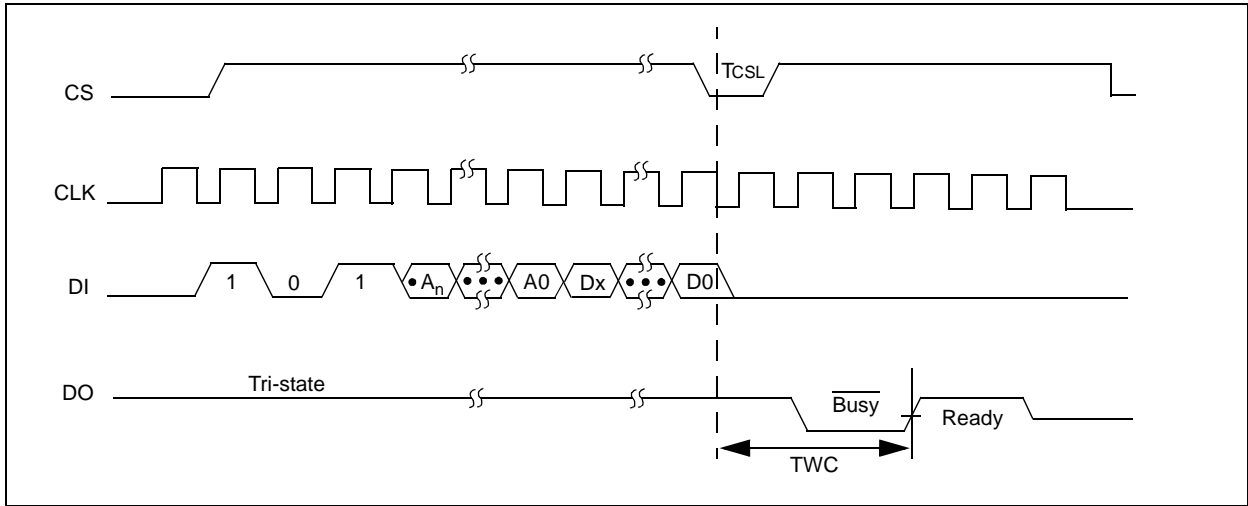 CS
TCSL
CLK
DI
1 0 1 •An ••• A0 Dx ••• D0
DO
Tri-state
Busy
Ready
TWC